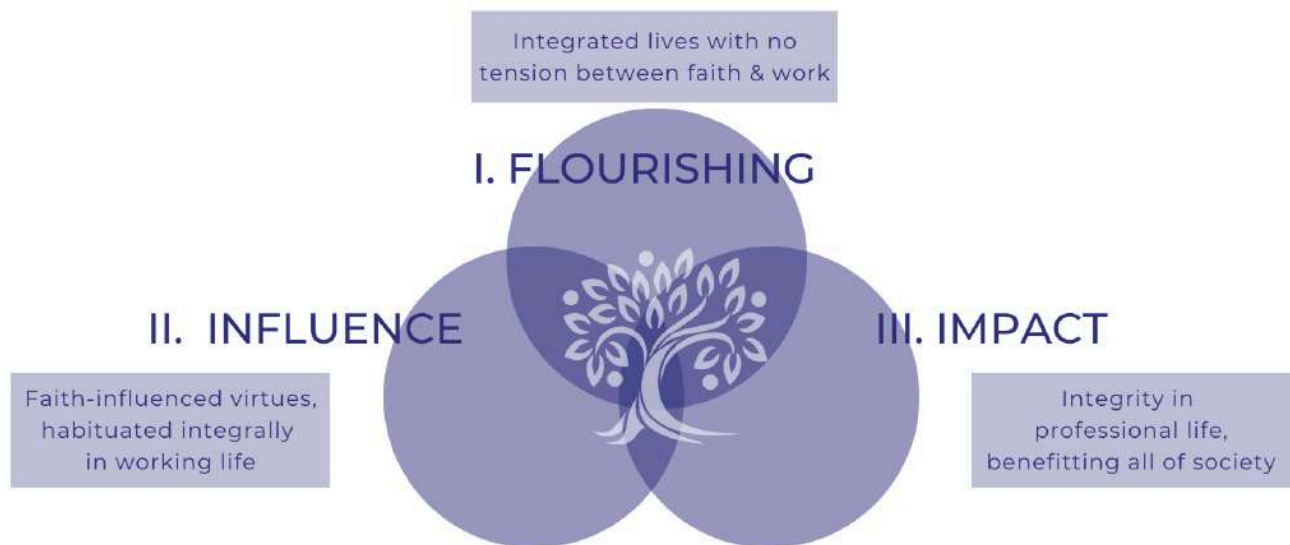 Integrated lives with no
tension between faith & work
I. FLOURISHING
II. INFLUENCE
III. IMPACT
Faith-influenced virtues,
habituated integrally
in working life
Integrity in
professional life,
benefitting all of society